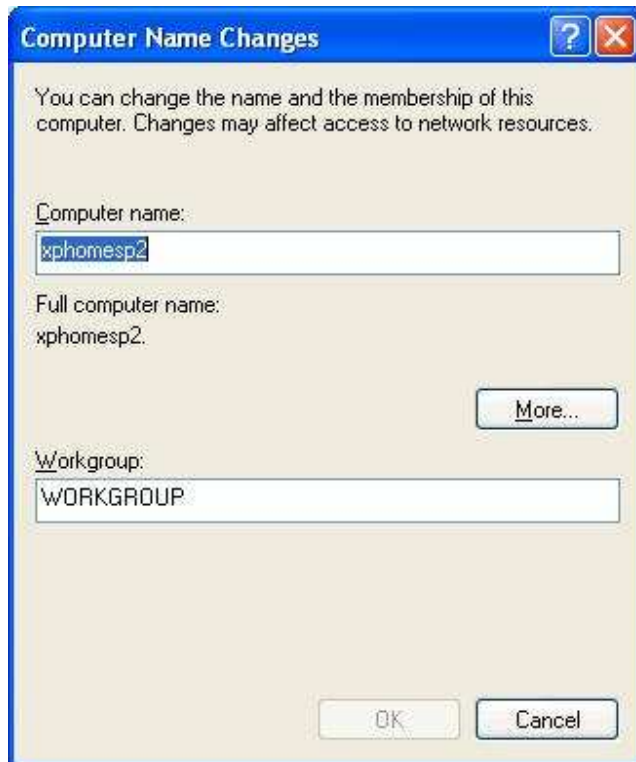 Computer Name Changes
You can change the name and the membership of this
computer. Changes may affect access to network resources.
Computer name:
xphomesp2
Full computer name:
xphomesp2.
More...
Workgroup:
WORKGROUP
OK Cancel